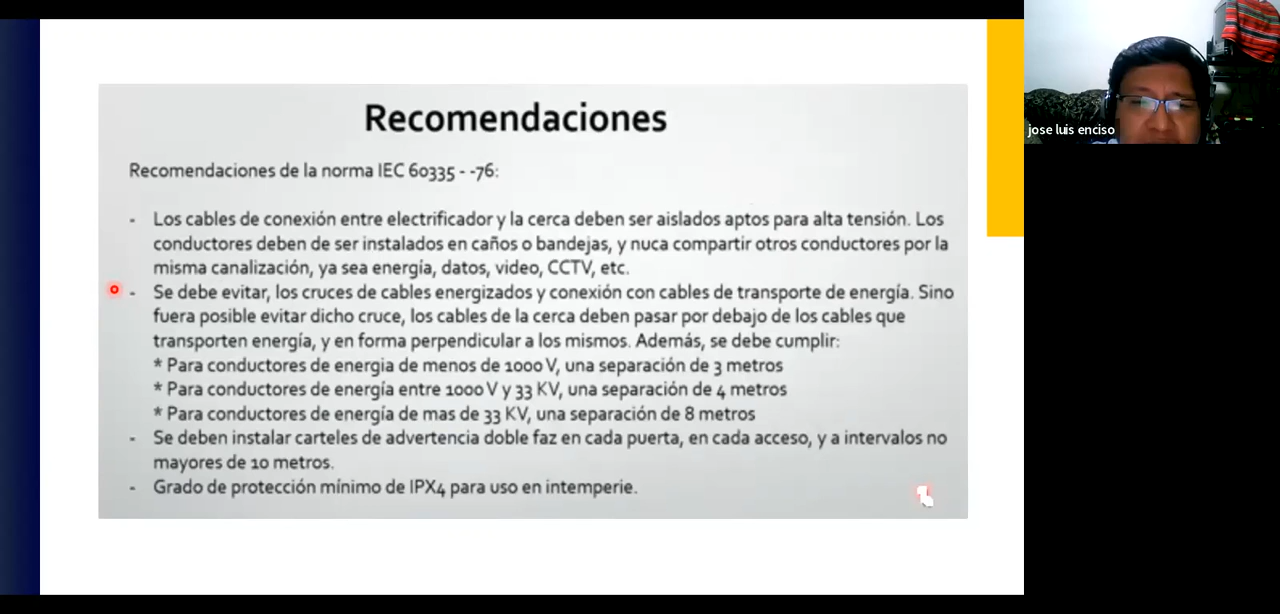 Recomendaciones
Recomendaciones de la norma IEC 60335 - -76:
- Los cables de conexión entre electrificador y la cerca deben ser aislados aptos para alta tensión. Los
conductores deben de ser instalados en caños o bandejas, y nuca compartir otros conductores por la
misma canalización, ya sea energía, datos, video, CCTV, etc.
- Se debe evitar, los cruces de cables energizados y conexión con cables de transporte de energía. Sino
fuera posible evitar dicho cruce, los cables de la cerca deben pasar por debajo de los cables que
transporten energía, y en forma perpendicular a los mismos. Además, se debe cumplir:
* Para conductores de energia de menos de 1000 V, una separación de 3 metros
* Para conductores de energía entre 1000 V y 33 KV, una separación de 4 metros
* Para conductores de energía de mas de 33 KV, una separación de 8 metros
- Se deben instalar carteles de advertencia doble faz en cada puerta, en cada acceso, y a intervalos no
mayores de 10 metros.
- Grado de protección mínimo de IPX4 para uso en intemperie.
jose luis enciso